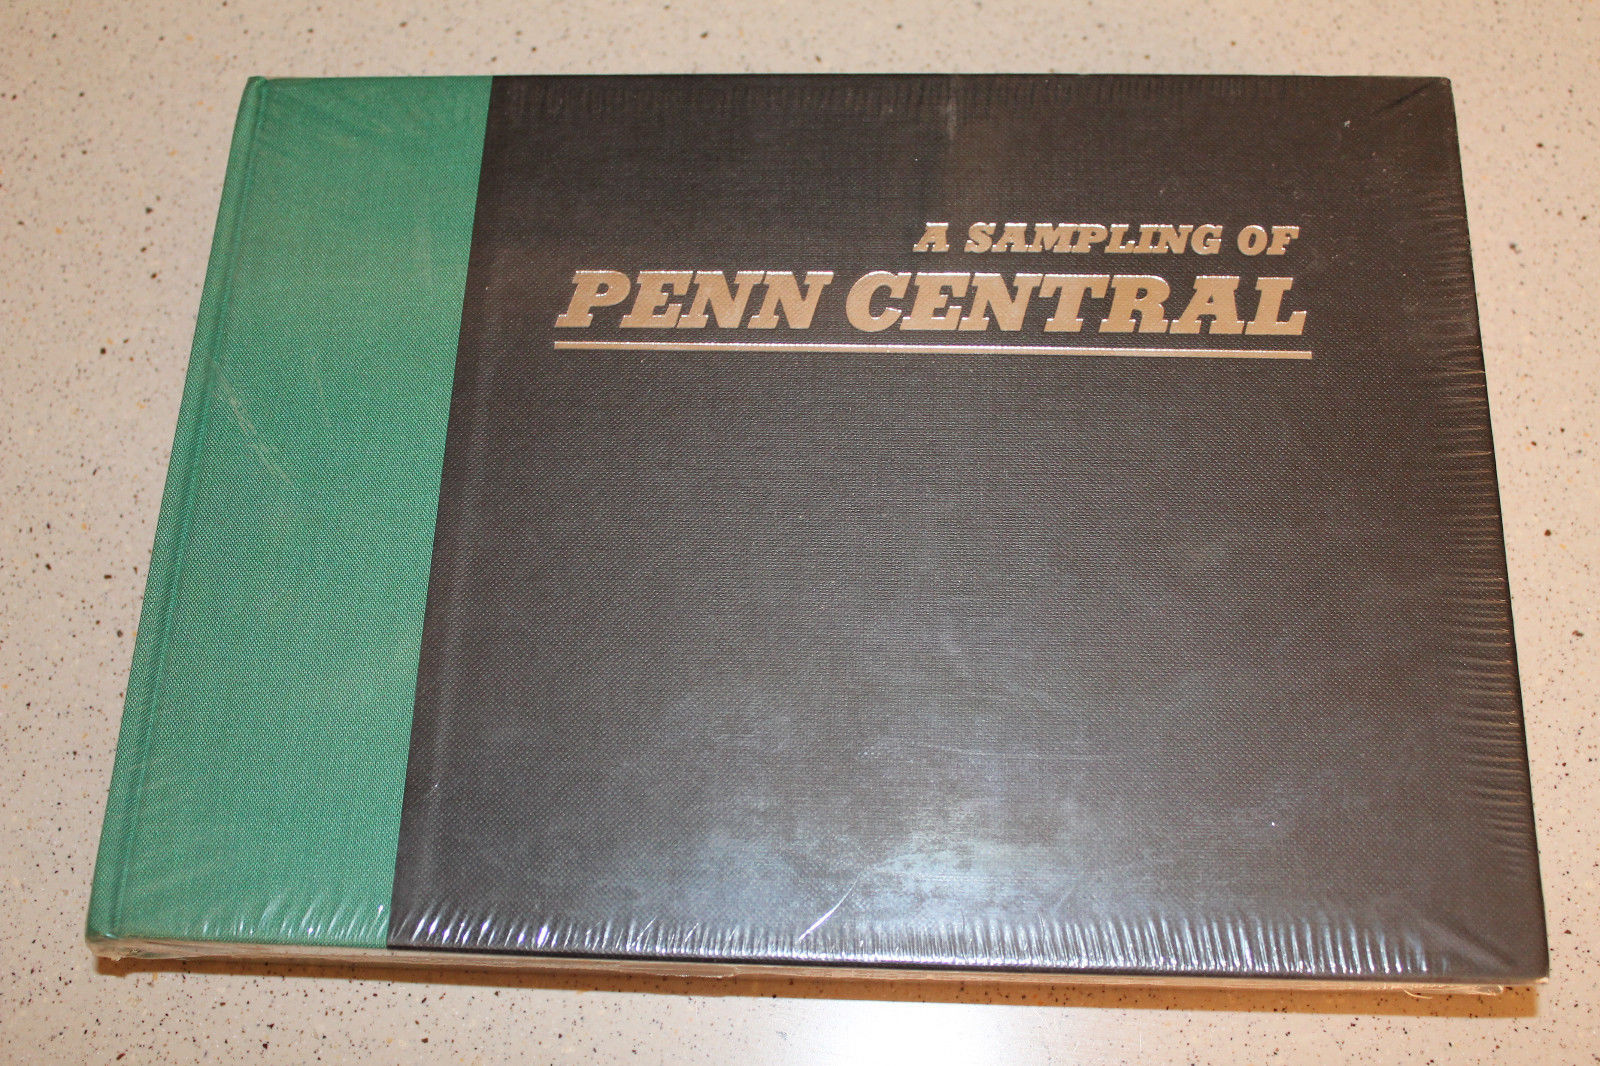 A SAMPLING OF
PENN CENTRAL